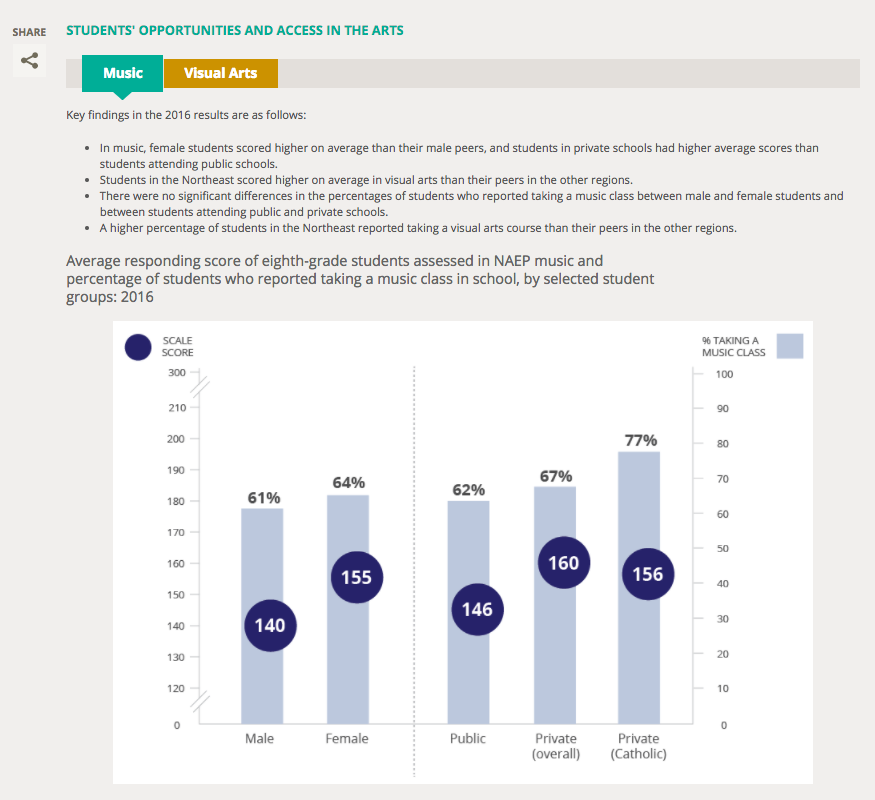 SHARE
STUDENTS' OPPORTUNITIES AND ACCESS IN THE ARTS
Music
Visual Arts
Key findings in the 2016 results are as follows:
• In music, female students scored higher on average than their male peers, and students in private schools had higher average scores than
students attending public schools.
• Students in the Northeast scored higher on average in visual arts than their peers in the other regions.
• There were no significant differences in the percentages of students who reported taking a music class between male and female students and
between students attending public and private schools.
• A higher percentage of students in the Northeast reported taking a visual arts course than their peers in the other regions.
Average responding score of eighth-grade students assessed in NAEP music and
percentage of students who reported taking a music class in school, by selected student
groups: 2016
SCALE
SCORE
% TAKING A
MUSIC CLASS
300
210
200
190
180
170
160
150
140
130
120
0
61%
64%
62%
67%
77%
140
155
146
160
156
100
90
80
70
60
50
40
30
20
10
0
Male
Female
Public
Private
(overall)
Private
(Catholic)